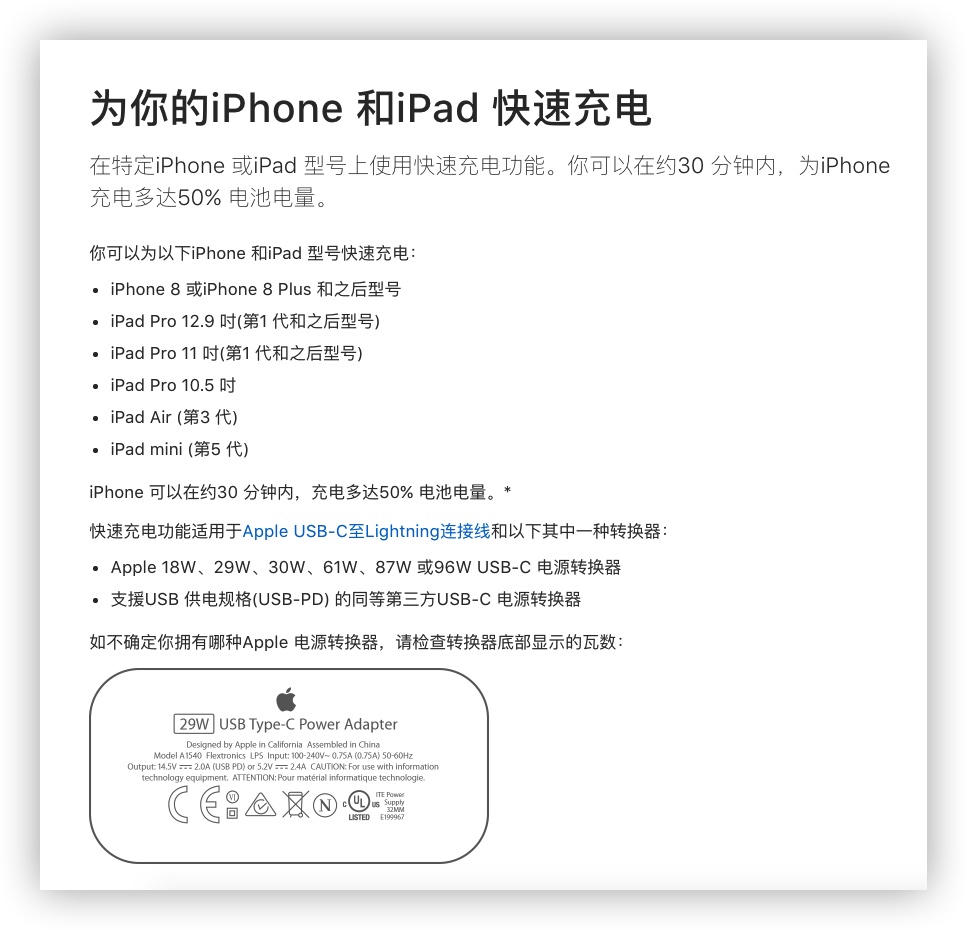 为你的iPhone 和iPad 快速充电
在特定iPhone 或iPad 型号上使用快速充电功能。你可以在约30 分钟内，为iPhone
充电多达50% 电池电量。
你可以为以下iPhone 和iPad 型号快速充电：
• iPhone 8 或iPhone 8 Plus 和之后型号
• iPad Pro 12.9 吋(第1 代和之后型号)
• iPad Pro 11 吋(第1 代和之后型号)
• iPad Pro 10.5 吋
• iPad Air (第3 代)
• iPad mini (第5 代)
iPhone 可以在约30 分钟内，充电多达50% 电池电量。*
快速充电功能适用于Apple USB-C至Lightning连接线和以下其中一种转换器：
• Apple 18W、29W、30W、61W、87W 或96W USB-C 电源转换器
• 支援USB 供电规格(USB-PD) 的同等第三方USB-C 电源转换器
如不确定你拥有哪种Apple 电源转换器，请检查转换器底部显示的瓦数：
29W USB Type-C Power Adapter
Designed by Apple in California Assembled in China
Model A1540 Flextronics LPS Input: 100-240V~ 0.75A (0.75A) 50-60Hz
Output: 14.5V ⎓ 2.0A (USB PD) or 5.2V ⎓ 2.4A CAUTION: For use with information
technology equipment. ATTENTION: Pour matérial informatique technologie.
CE VI N c UL US LISTED
ITE Power
Supply
32MM
E199967